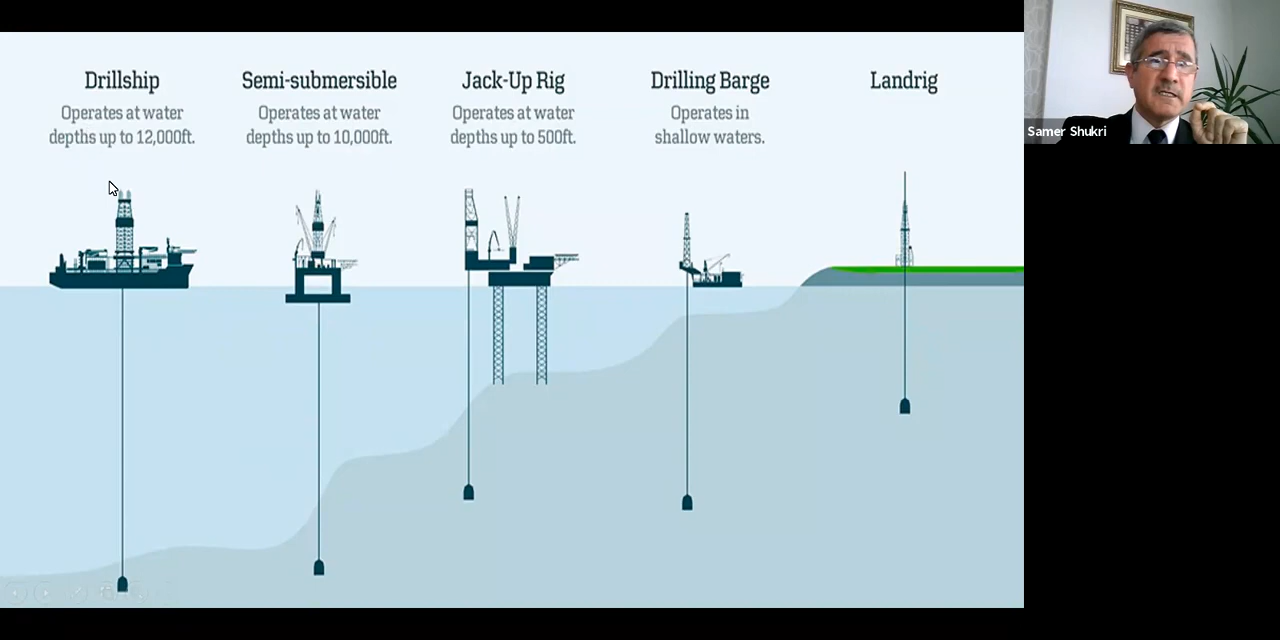 Drillship
Operates at water
depths up to 12,000ft.
Semi-submersible
Operates at water
depths up to 10,000ft.
Jack-Up Rig
Operates at water
depths up to 500ft.
Drilling Barge
Operates in
shallow waters.
Landrig
Samer Shukri